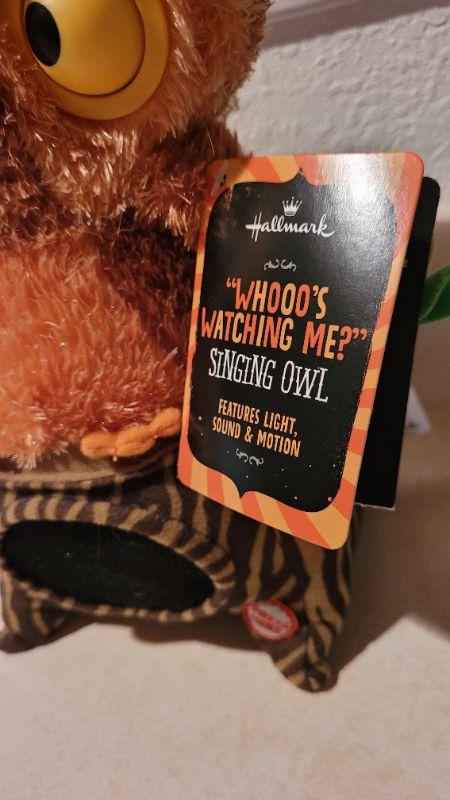 Hallmark
"WHOOO'S
WATCHING ME?"
SINGING OWL
FEATURES LIGHT,
SOUND & MOTION